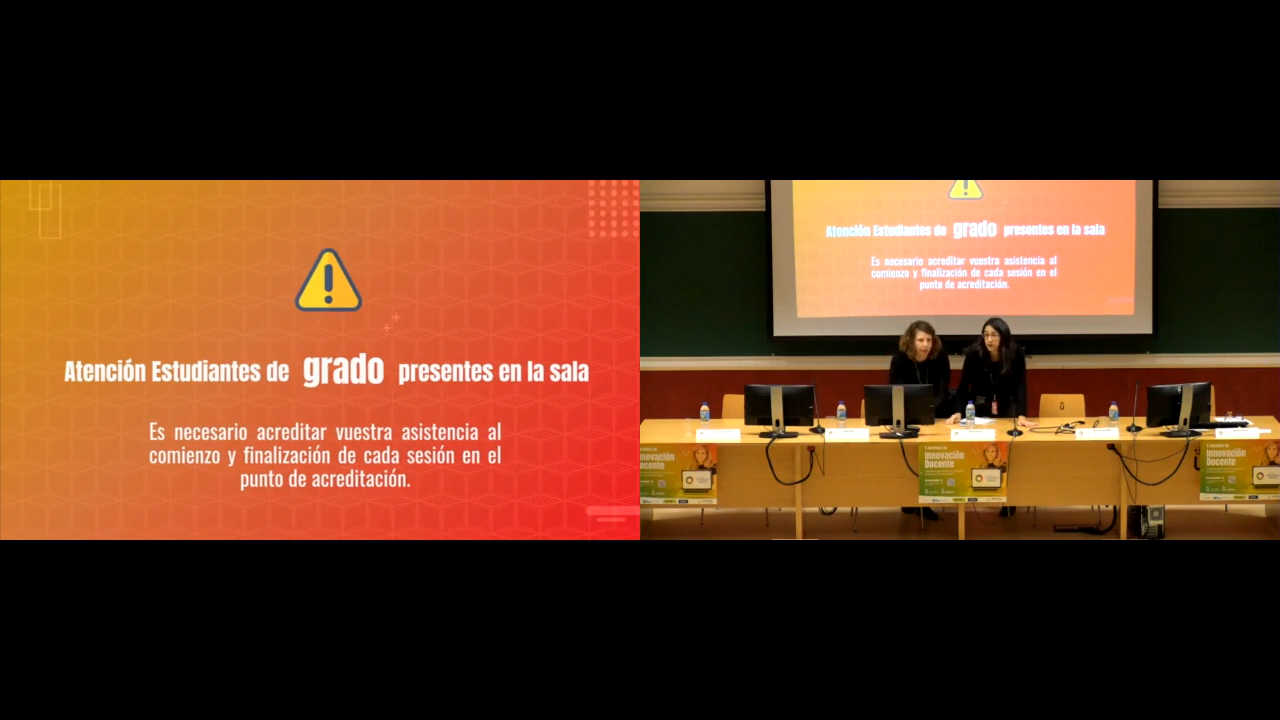 Atención Estudiantes de grado presentes en la sala
Es necesario acreditar vuestra asistencia al
comienzo y finalización de cada sesión en el
punto de acreditación.
Atención Estudiantes de grado presentes en la sala
Es necesario acreditar vuestra asistencia al
comienzo y finalización de cada sesión en el
punto de acreditación.
Innovación
Docente
Innovación
Docente
Innovación
Docente